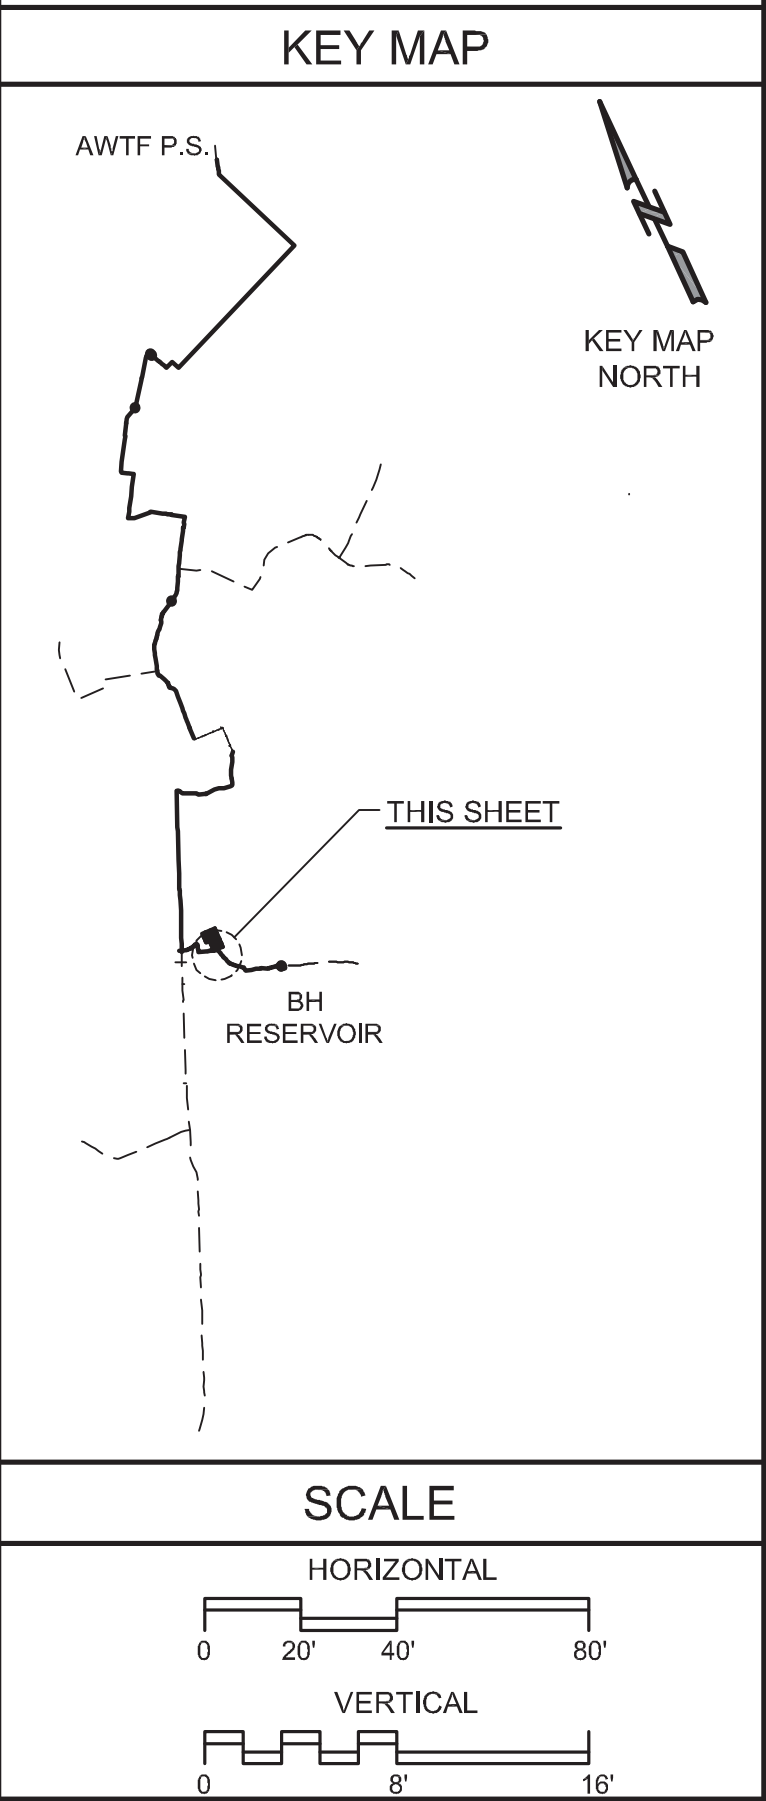 KEY MAP
AWTF P.S.
KEY MAP
NORTH
THIS SHEET
BH
RESERVOIR
SCALE
HORIZONTAL
0 20' 40' 80'
VERTICAL
0 8' 16'